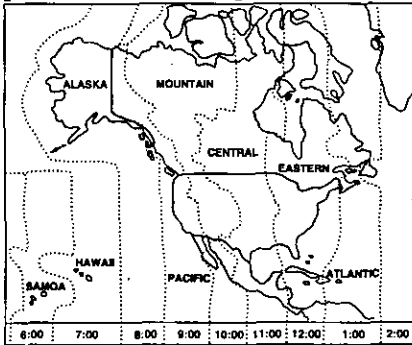 ALASKA
MOUNTAIN
CENTRAL
EASTERN
HAWAII
SAMOA
PACIFIC
ATLANTIC
6:00 7:00 8:00 9:00 10:00 11:00 12:00 1:00 2:00